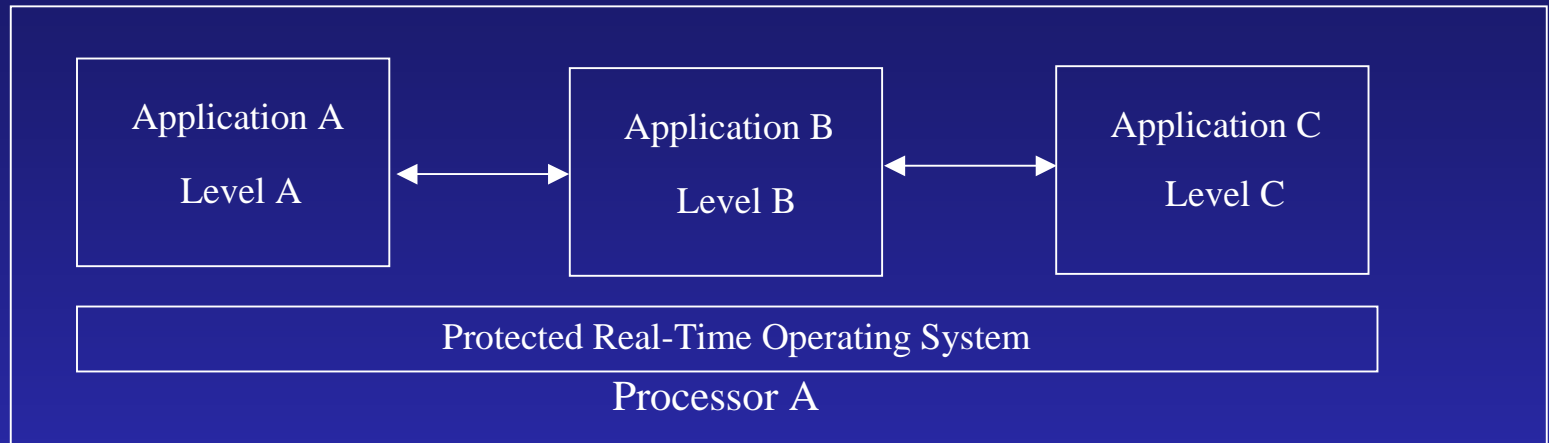 Application A
Level A
Application B
Level B
Application C
Level C
Protected Real-Time Operating System
Processor A